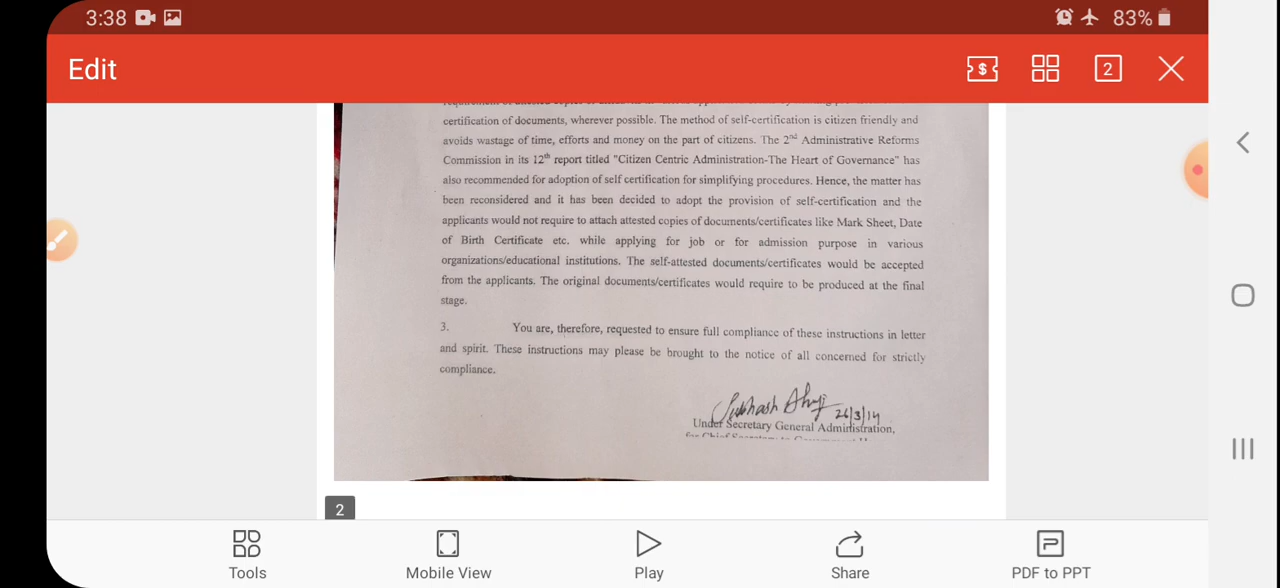 3:38
83%
Edit
2
certification of documents, wherever possible. The method of self-certification is citizen friendly and
avoids wastage of time, efforts and money on the part of citizens. The 2nd Administrative Reforms
Commission in its 12th report titled "Citizen Centric Administration-The Heart of Governance" has
also recommended for adoption of self certification for simplifying procedures. Hence, the matter has
been reconsidered and it has been decided to adopt the provision of self-certification and the
applicants would not require to attach attested copies of documents/certificates like Mark Sheet, Date
of Birth Certificate etc. while applying for job or for admission purpose in various
organizations/educational institutions. The self-attested documents/certificates would be accepted
from the applicants. The original documents/certificates would require to be produced at the final
stage.
3. You are, therefore, requested to ensure full compliance of these instructions in letter
and spirit. These instructions may please be brought to the notice of all concerned for strictly
compliance.
Subhash 26/3/14
Under Secretary General Administration,
2
Tools
Mobile View
Play
Share
PDF to PPT